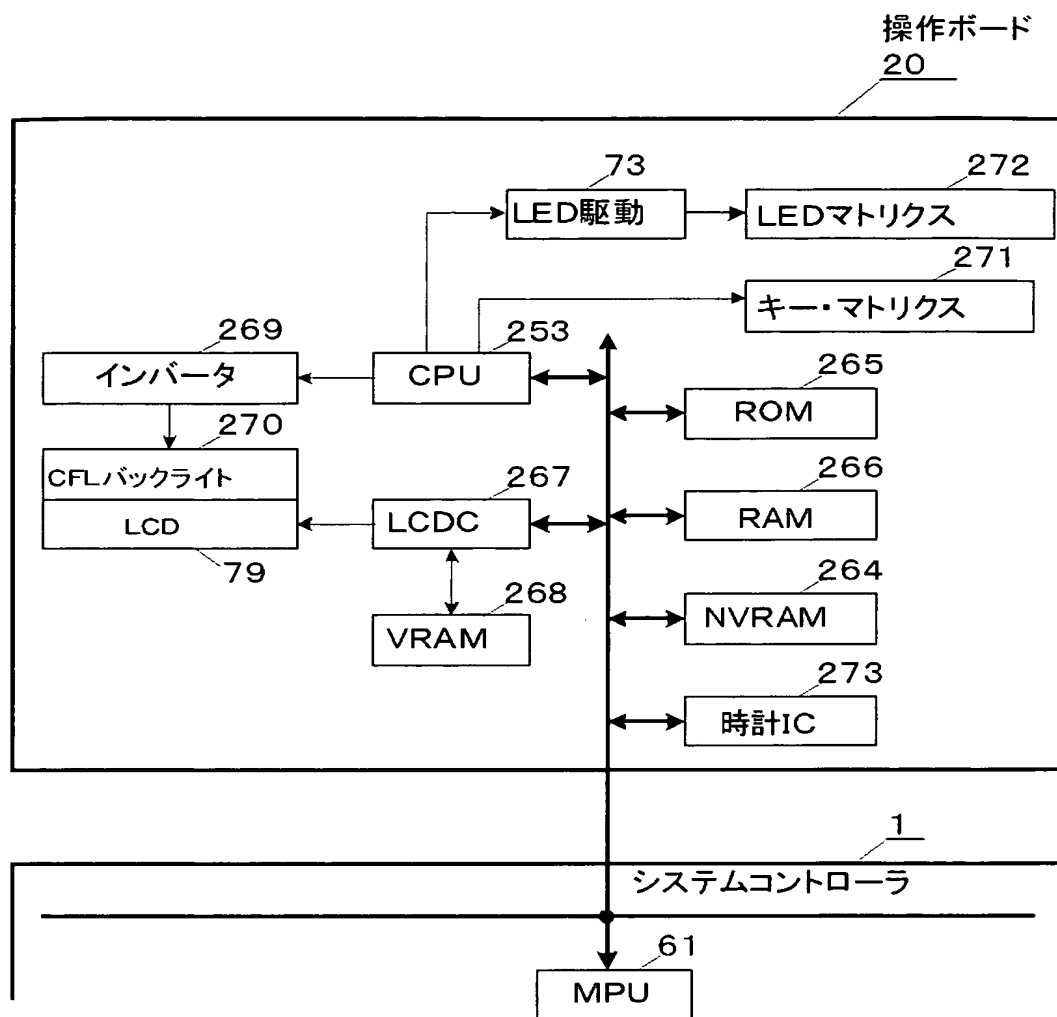 操作ボード
20
73
272
LED駆動
LEDマトリクス
271
キー・マトリクス
269
253
インバータ
CPU
265
ROM
270
CFLバックライト
267
266
LCD
LCDC
RAM
79
268
264
VRAM
NVRAM
273
時計IC
1
システムコントローラ
61
MPU